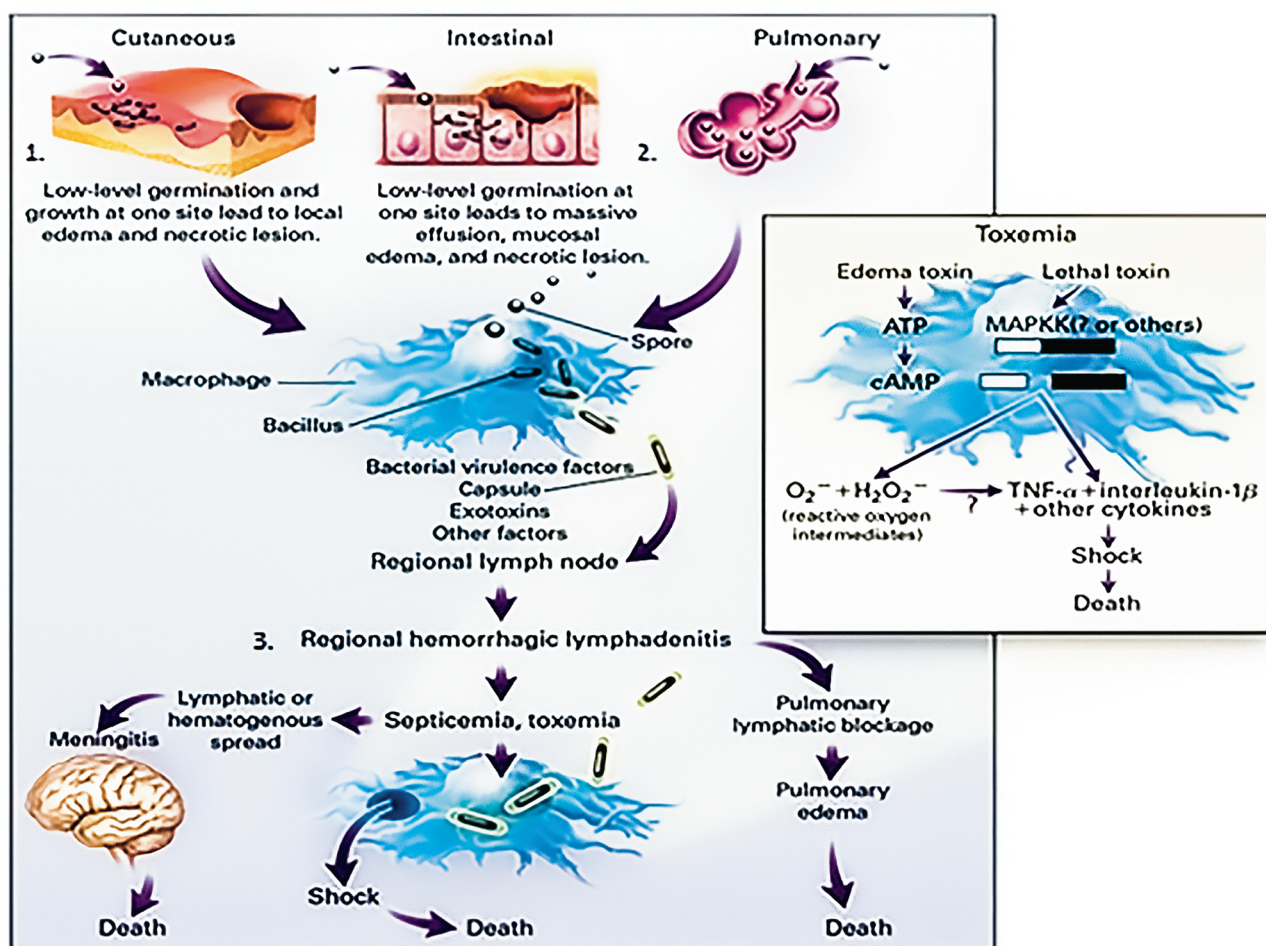 Cutaneous
Intestinal
Pulmonary
1.
2.
Low-level germination and
growth at one site lead to local
edema and necrotic lesion.
Low-level germination at
one site leads to massive
effusion, mucosal
edema, and necrotic lesion.
Spore
Macrophage
Bacillus
Bacterial virulence factors
Capsule
Exotoxins
Other factors
Regional lymph node
3. Regional hemorrhagic lymphadenitis
Lymphatic or
hematogenous
spread
Septicemia, toxemia
Meningitis
Pulmonary
lymphatic blockage
Pulmonary
edema
Shock
Death
Death
Death
Toxemia
Edema toxin
Lethal toxin
ATP
MAPKK(? or others)
cAMP
O₂⁻ + H₂O₂⁻
(reactive oxygen
intermediates)
?
TNF-α + interleukin-1β
+ other cytokines
Shock
Death